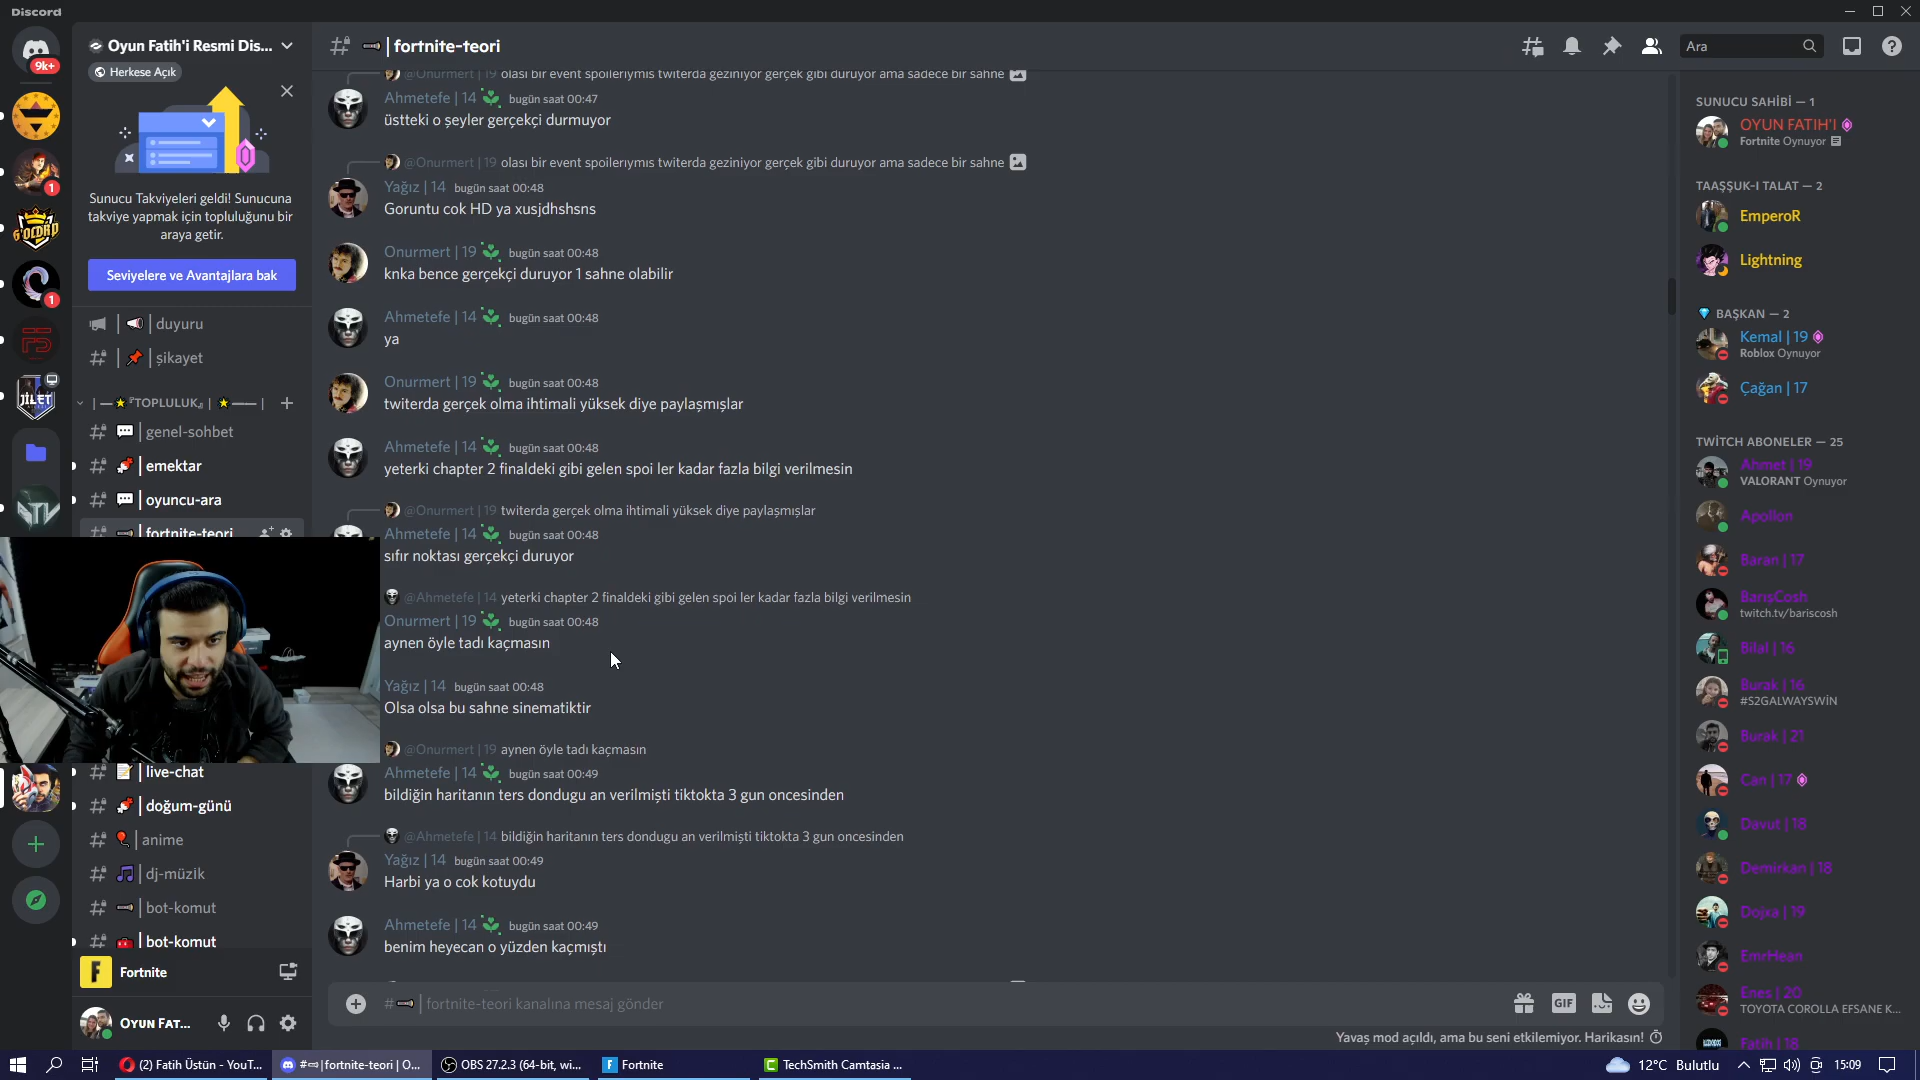 Discord
9k+
Oyun Fatih'i Resmi Dis...
Herkese Açık
Sunucu Takviyeleri geldi! Sunucuna
takviye yapmak için topluluğunu bir
araya getir.
Seviyelere ve Avantajlara bak
| duyuru
| şikayet
| TOPLULUK |
| genel-sohbet
| emektar
| oyuncu-ara
| fortnite-teori
| live-chat
| doğum-günü
| anime
| dj-müzik
| bot-komut
| bot-komut
1
G'OLDRD
1
JİLET
Fortnite
OYUN FAT...
| fortnite-teori
Ara
@Onurmert | 19 olası bir event spoilerıymıs twiterda geziniyor gerçek gibi duruyor ama sadece bir sahne
Ahmetefe | 14 bugün saat 00:47
üstteki o şeyler gerçekçi durmuyor
@Onurmert | 19 olası bir event spoilerıymıs twiterda geziniyor gerçek gibi duruyor ama sadece bir sahne
Yağız | 14 bugün saat 00:48
Goruntu cok HD ya xusjdhshsns
Onurmert | 19 bugün saat 00:48
knka bence gerçekçi duruyor 1 sahne olabilir
Ahmetefe | 14 bugün saat 00:48
ya
Onurmert | 19 bugün saat 00:48
twiterda gerçek olma ihtimali yüksek diye paylaşmışlar
Ahmetefe | 14 bugün saat 00:48
yeterki chapter 2 finaldeki gibi gelen spoi ler kadar fazla bilgi verilmesin
@Onurmert | 19 twiterda gerçek olma ihtimali yüksek diye paylaşmışlar
Ahmetefe | 14 bugün saat 00:48
sıfır noktası gerçekçi duruyor
@Ahmetefe | 14 yeterki chapter 2 finaldeki gibi gelen spoi ler kadar fazla bilgi verilmesin
Onurmert | 19 bugün saat 00:48
aynen öyle tadı kaçmasın
Yağız | 14 bugün saat 00:48
Olsa olsa bu sahne sinematiktir
@Onurmert | 19 aynen öyle tadı kaçmasın
Ahmetefe | 14 bugün saat 00:49
bildiğin haritanın ters dondugu an verilmişti tiktokta 3 gun oncesinden
@Ahmetefe | 14 bildiğin haritanın ters dondugu an verilmişti tiktokta 3 gun oncesinden
Yağız | 14 bugün saat 00:49
Harbi ya o cok kotuydu
Ahmetefe | 14 bugün saat 00:49
benim heyecan o yüzden kaçmıştı
# | fortnite-teori kanalına mesaj gönder
GIF
Yavaş mod açıldı, ama bu seni etkilemiyor. Harikasın!
SUNUCU SAHİBİ — 1
OYUN FATIH'I
Fortnite Oynuyor
TAAŞŞUK-I TALAT — 2
EmperoR
Lightning
BAŞKAN — 2
Kemal | 19
Roblox Oynuyor
Çağan | 17
TWİTCH ABONELER — 25
Ahmet | 19
VALORANT Oynuyor
Apollon
Baran | 17
BarışCosh
twitch.tv/bariscosh
Bilal | 16
Burak | 16
#S2GALWAYSWİN
Burak | 21
Can | 17
Davut | 18
Demirkan | 18
Dojxa | 19
EmrHean
Enes | 20
TOYOTA COROLLA EFSANE K...
Fatih | 18
(2) Fatih Üstün - YouT...
# | fortnite-teori | O...
OBS 27.2.3 (64-bit, wi...
Fortnite
TechSmith Camtasia ...
12°C Bulutlu
15:09